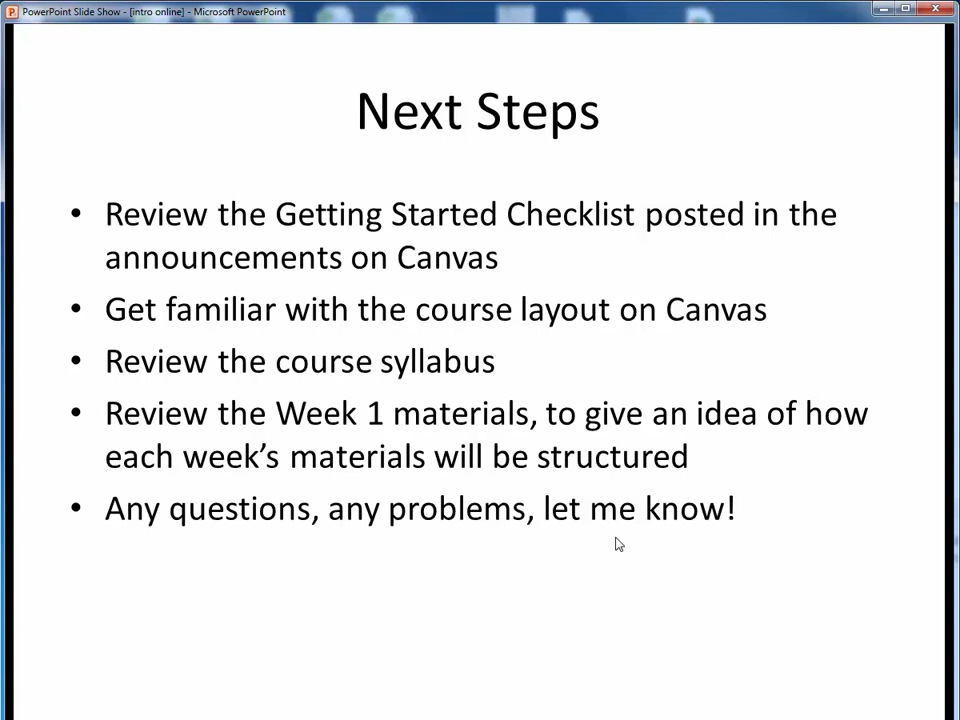 PowerPoint Slide Show - [intro online] - Microsoft PowerPoint
Next Steps
• Review the Getting Started Checklist posted in the
announcements on Canvas
• Get familiar with the course layout on Canvas
• Review the course syllabus
• Review the Week 1 materials, to give an idea of how
each week’s materials will be structured
• Any questions, any problems, let me know!